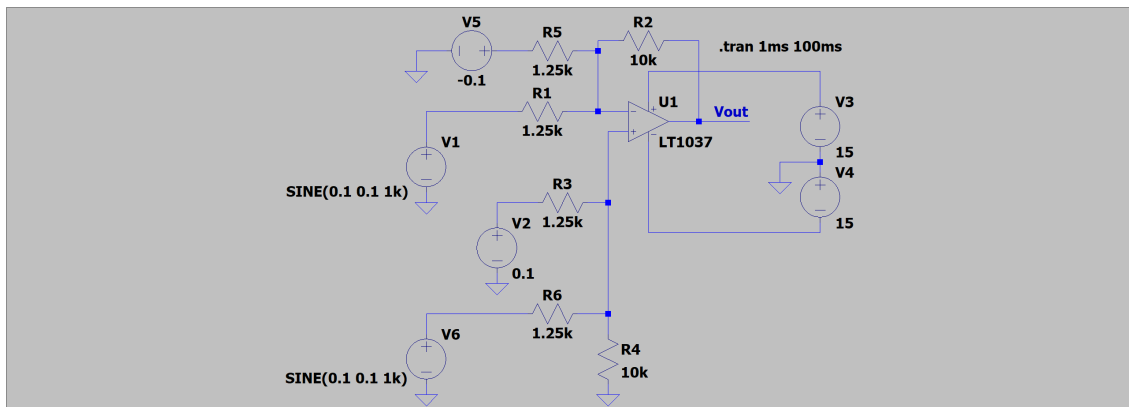 V5
R5
-0.1
1.25k
R2
10k
.tran 1ms 100ms
R1
1.25k
U1
LT1037
Vout
V3
15
V4
15
V1
SINE(0.1 0.1 1k)
R3
1.25k
V2
0.1
R6
1.25k
V6
SINE(0.1 0.1 1k)
R4
10k